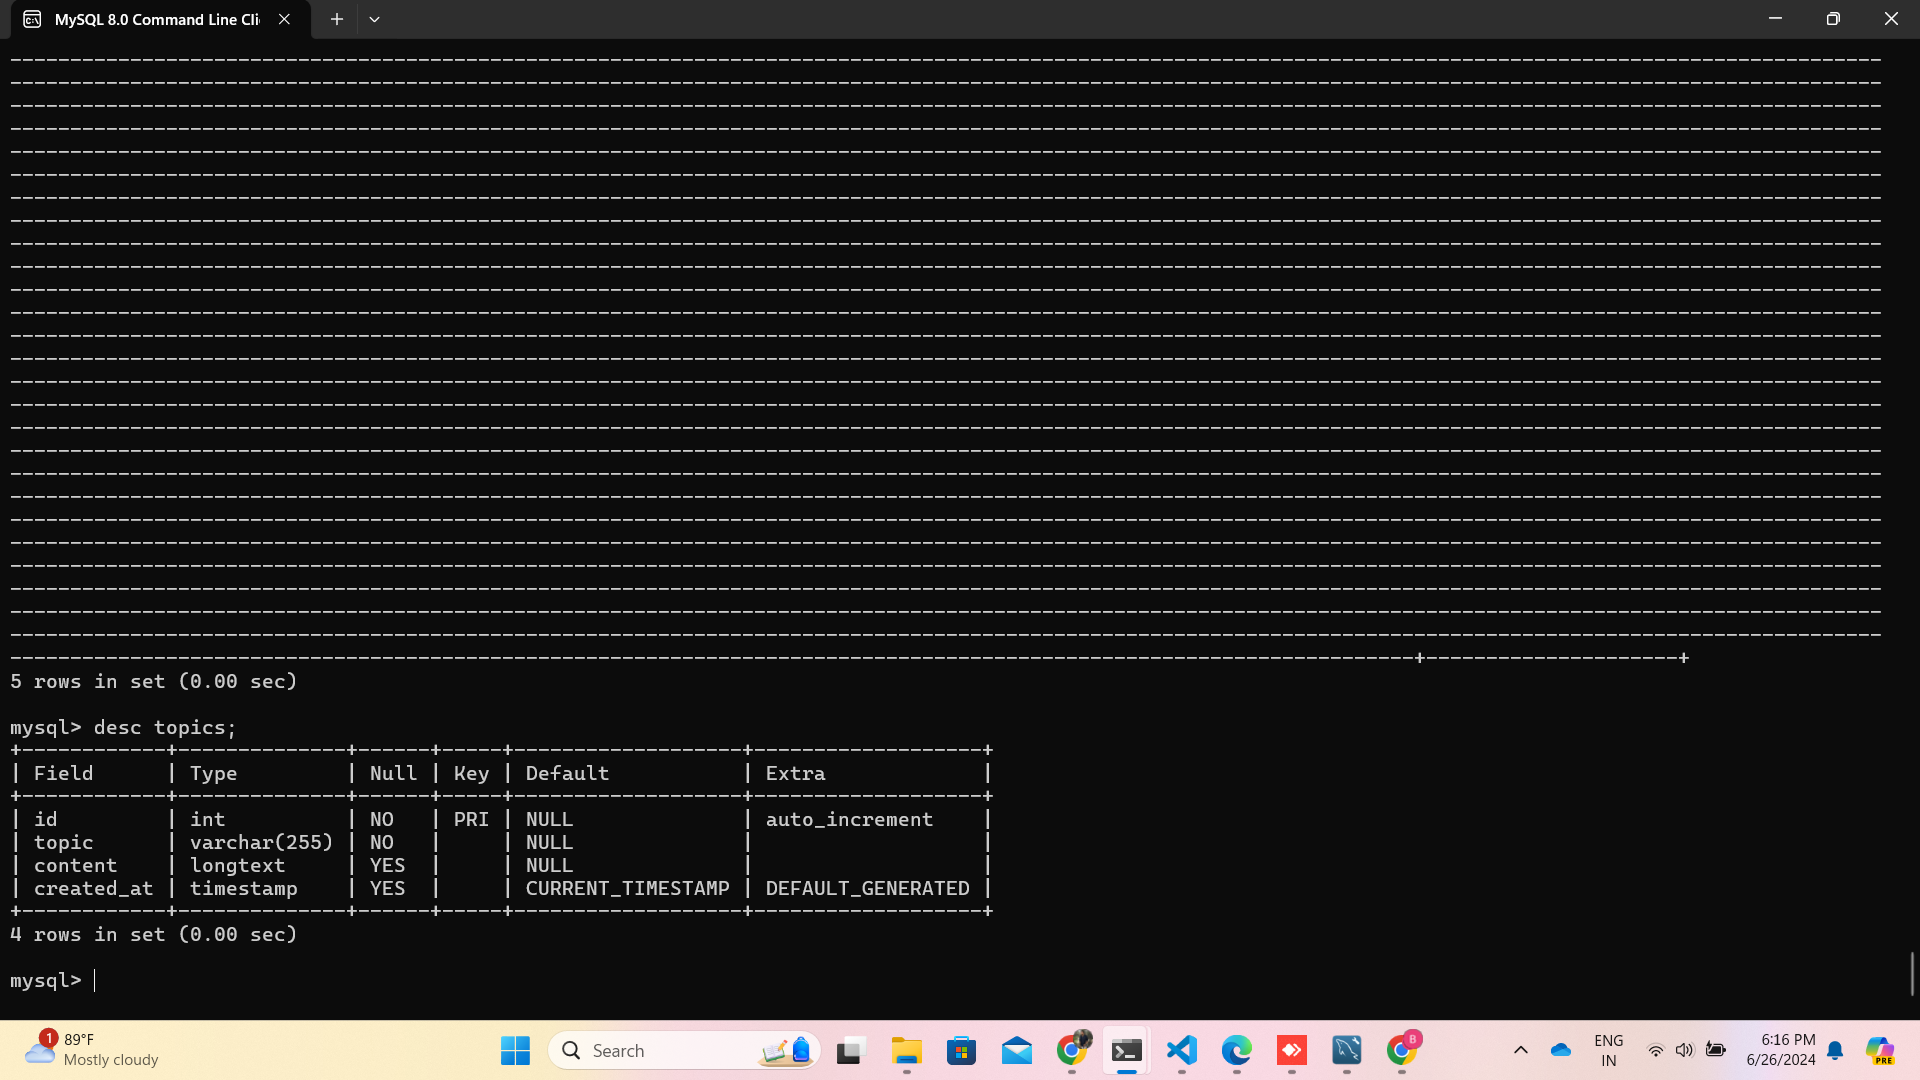 MySQL 8.0 Command Line Cli
5 rows in set (0.00 sec)
mysql> desc topics;
+------------+--------------+------+-----+-------------------+-------------------+
| Field      | Type         | Null | Key | Default           | Extra             |
+------------+--------------+------+-----+-------------------+-------------------+
| id         | int          | NO   | PRI | NULL              | auto_increment    |
| topic      | varchar(255) | NO   |     | NULL              |                   |
| content    | longtext     | YES  |     | NULL              |                   |
| created_at | timestamp    | YES  |     | CURRENT_TIMESTAMP | DEFAULT_GENERATED |
+------------+--------------+------+-----+-------------------+-------------------+
4 rows in set (0.00 sec)
mysql>
1
89°F
Mostly cloudy
Search
B
ENG
IN
6:16 PM
6/26/2024
PRE